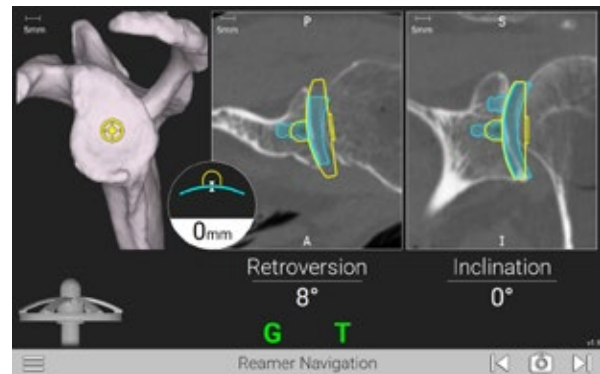 5mm
P
5mm
S
5mm
0mm
A
I
Retroversion
Inclination
8°
0°
G T
Reamer Navigation